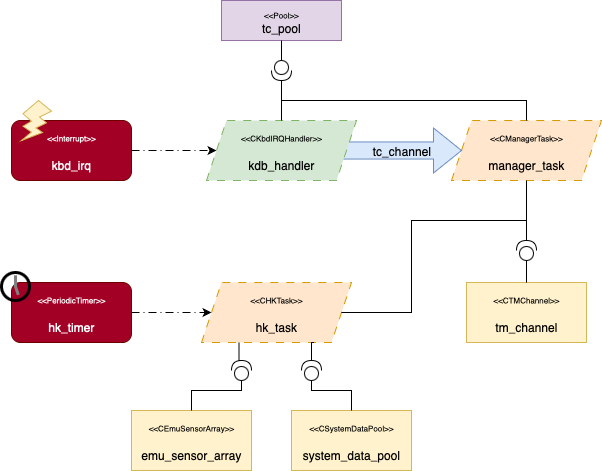 <<Pool>>
tc_pool
<<Interrupt>>
kbd_irq
<<CKbdIRQHandler>>
kdb_handler
tc_channel
<<CManagerTask>>
manager_task
<<PeriodicTimer>>
hk_timer
<<CHKTask>>
hk_task
<<CTMChannel>>
tm_channel
<<CEmuSensorArray>>
emu_sensor_array
<<CSystemDataPool>>
system_data_pool